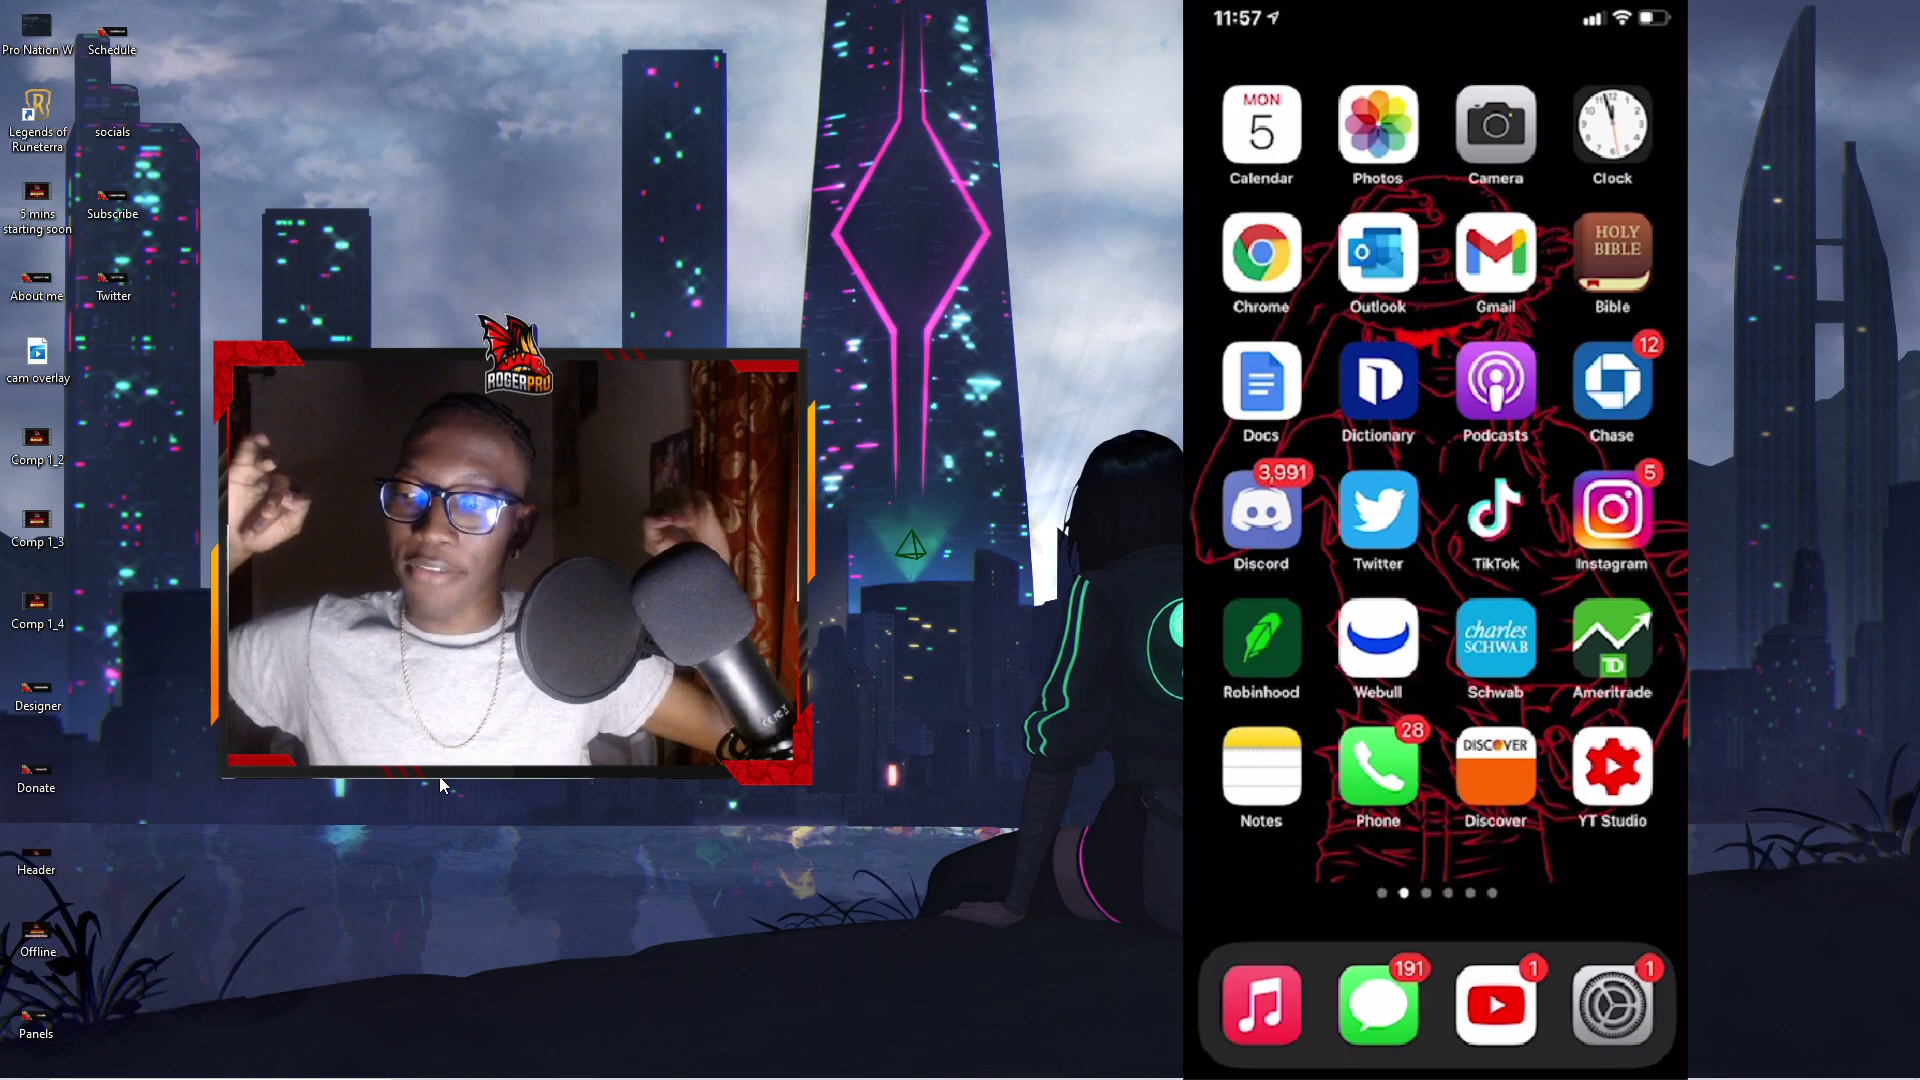 Pro Nation W
Schedule
Legends of
Runeterra
socials
5 mins
starting soon
Subscribe
About me
Twitter
cam overlay
Comp 1_2
Comp 1_3
Comp 1_4
Designer
Donate
Header
Offline
Panels
ROGERPRO
11:57
MON
5
Calendar
Photos
Camera
Clock
HOLY
BIBLE
Chrome
Outlook
Gmail
Bible
12
Docs
Dictionary
Podcasts
Chase
3,991
5
Discord
Twitter
TikTok
Instagram
charles
SCHWAB
TD
Robinhood
Webull
Schwab
Ameritrade
28
DISCOVER
Notes
Phone
Discover
YT Studio
191
1
1